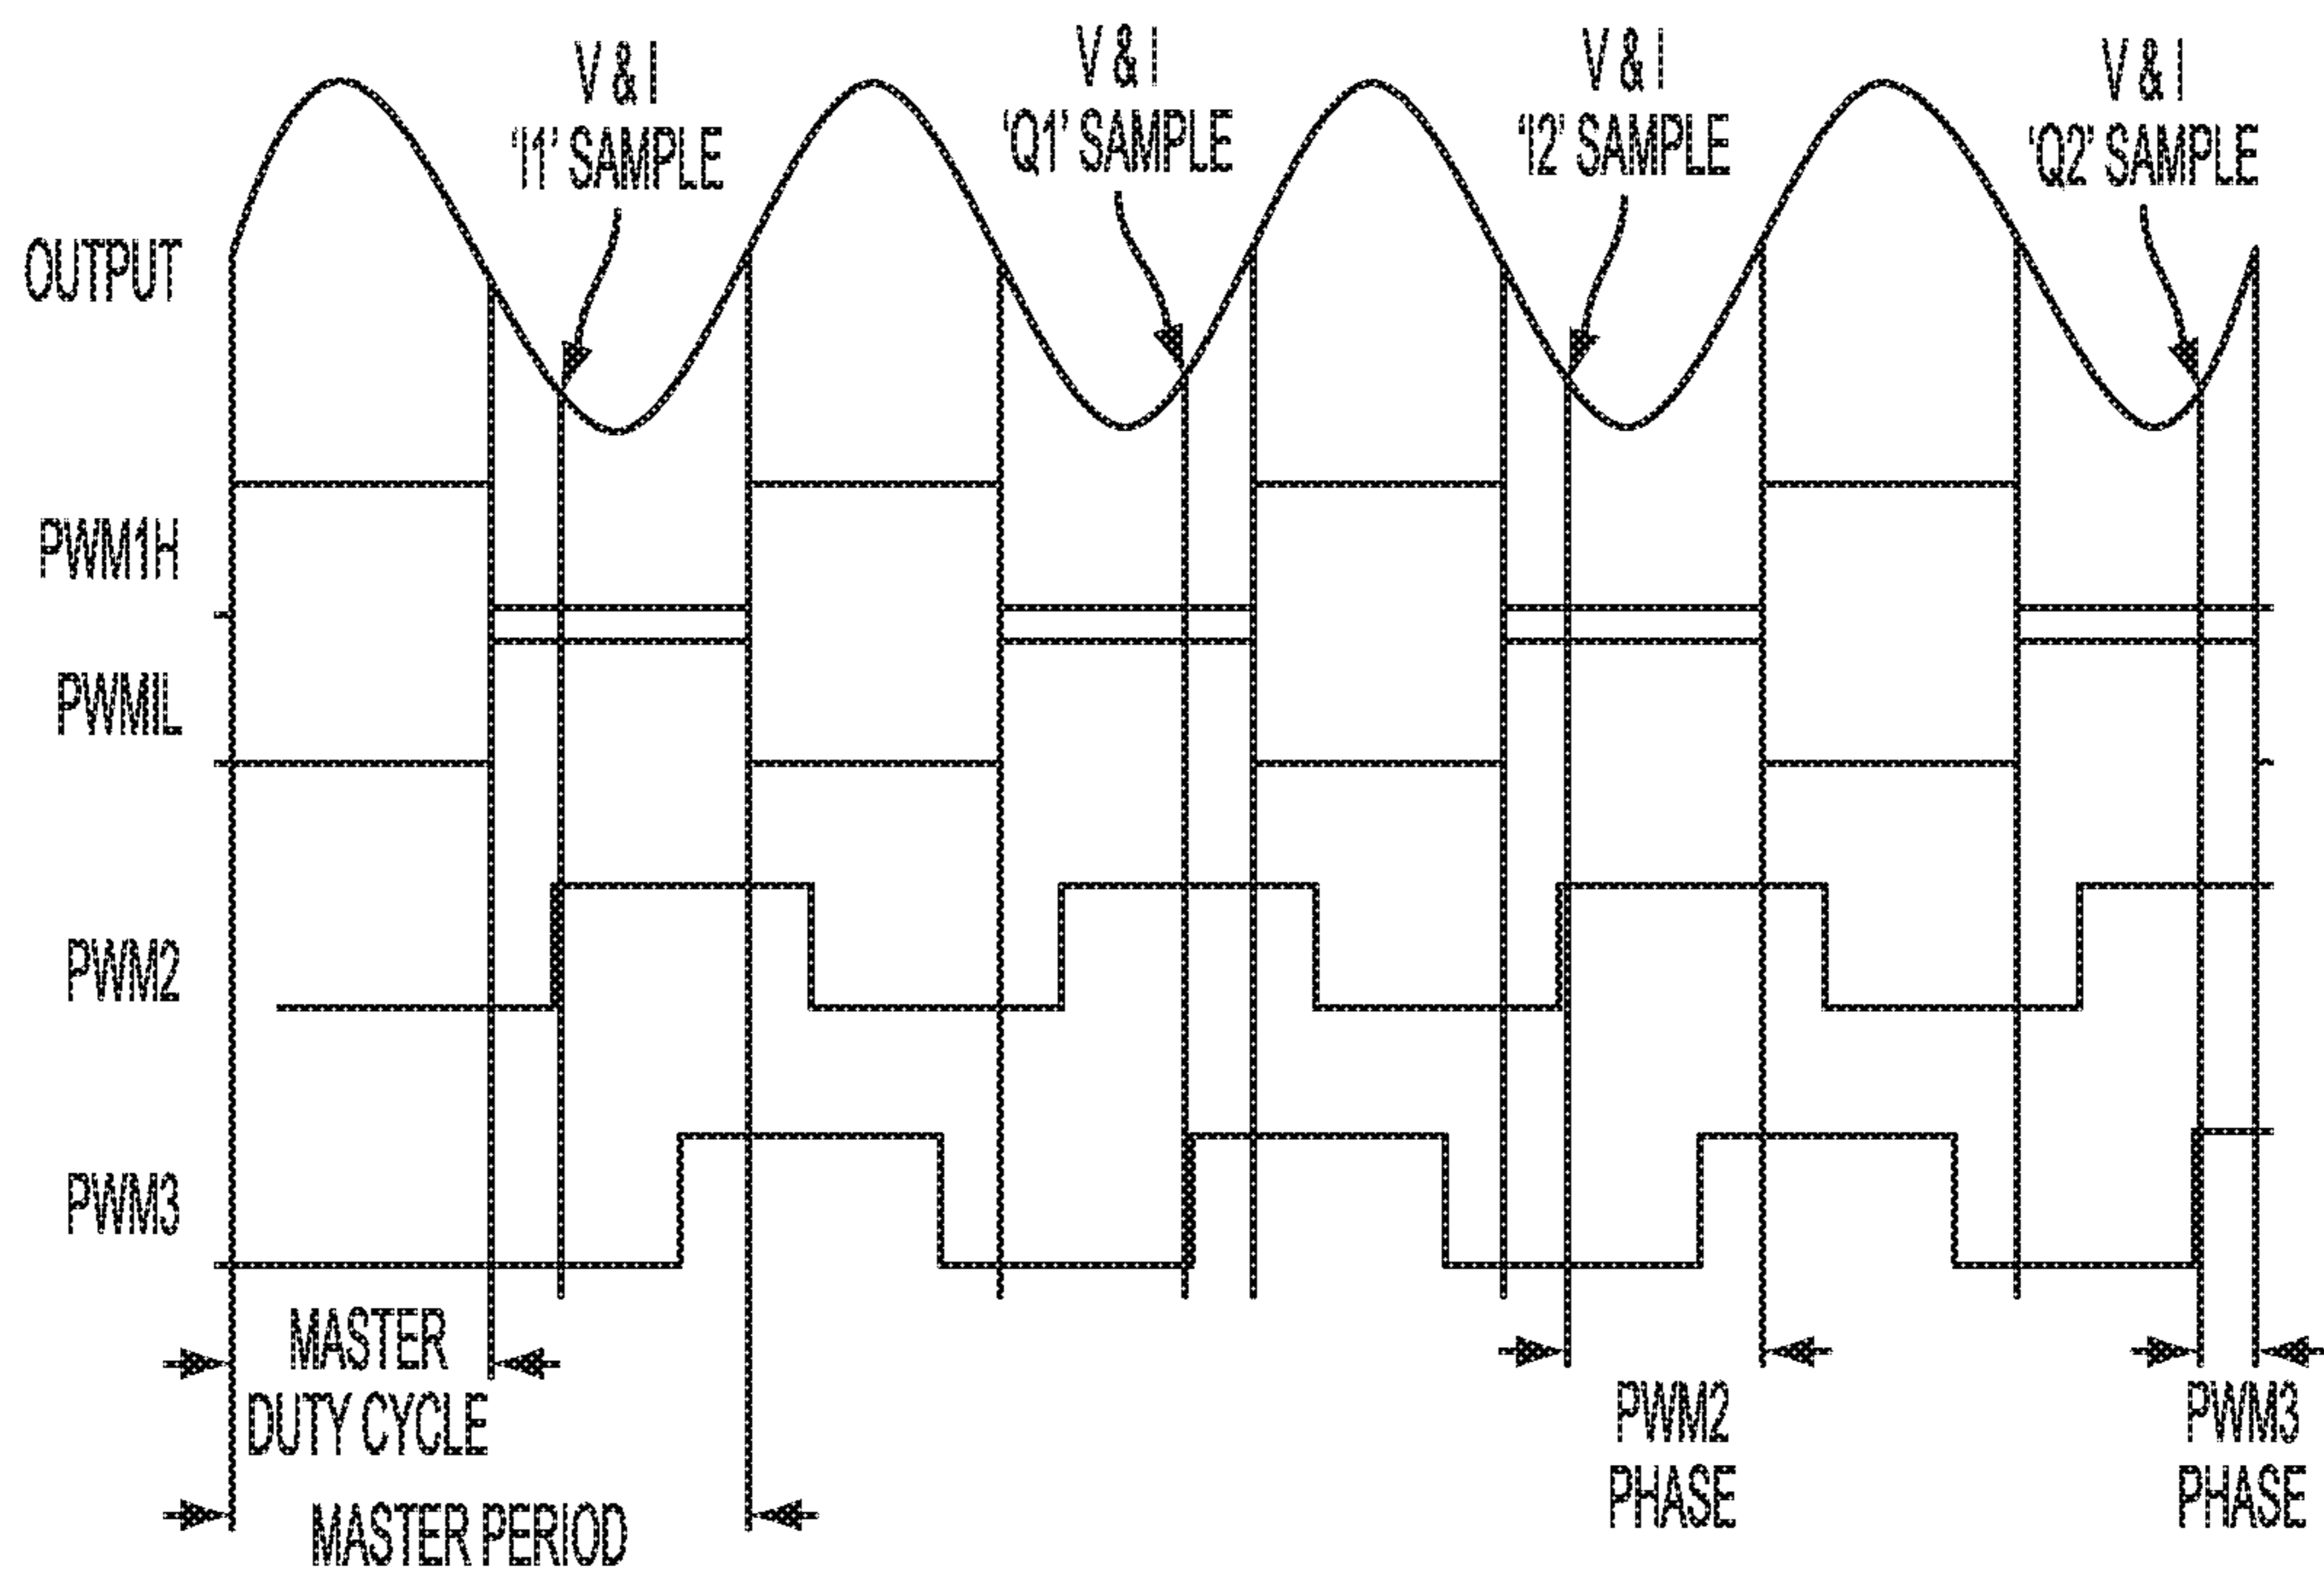 V & I
'I1' SAMPLE
V & I
'Q1' SAMPLE
V & I
'I2' SAMPLE
V & I
'Q2' SAMPLE
OUTPUT
PWM1H
PWMIL
PWM2
PWM3
MASTER
DUTY CYCLE
MASTER PERIOD
PWM2
PHASE
PWM3
PHASE